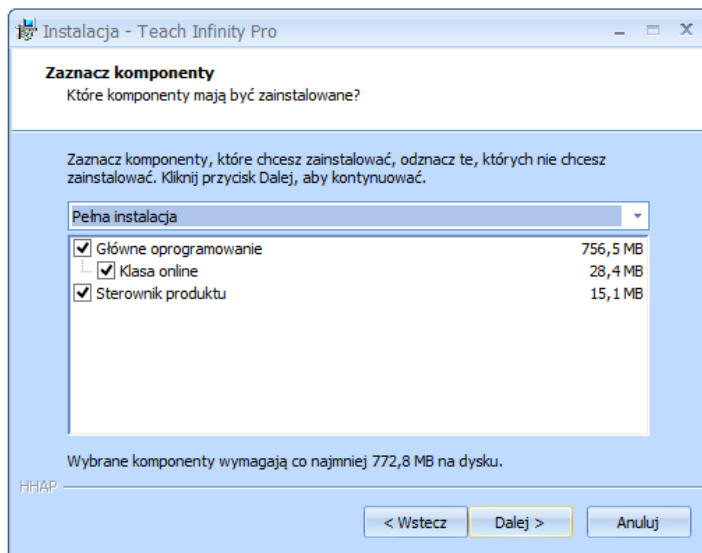 Instalacja - Teach Infinity Pro
Zaznacz komponenty
Które komponenty mają być zainstalowane?
Zaznacz komponenty, które chcesz zainstalować, odznacz te, których nie chcesz
zainstalować. Kliknij przycisk Dalej, aby kontynuować.
Pełna instalacja
Główne oprogramowanie 756,5 MB
Klasa online 28,4 MB
Sterownik produktu 15,1 MB
Wybrane komponenty wymagają co najmniej 772,8 MB na dysku.
HHAP
< Wstecz Dalej > Anuluj